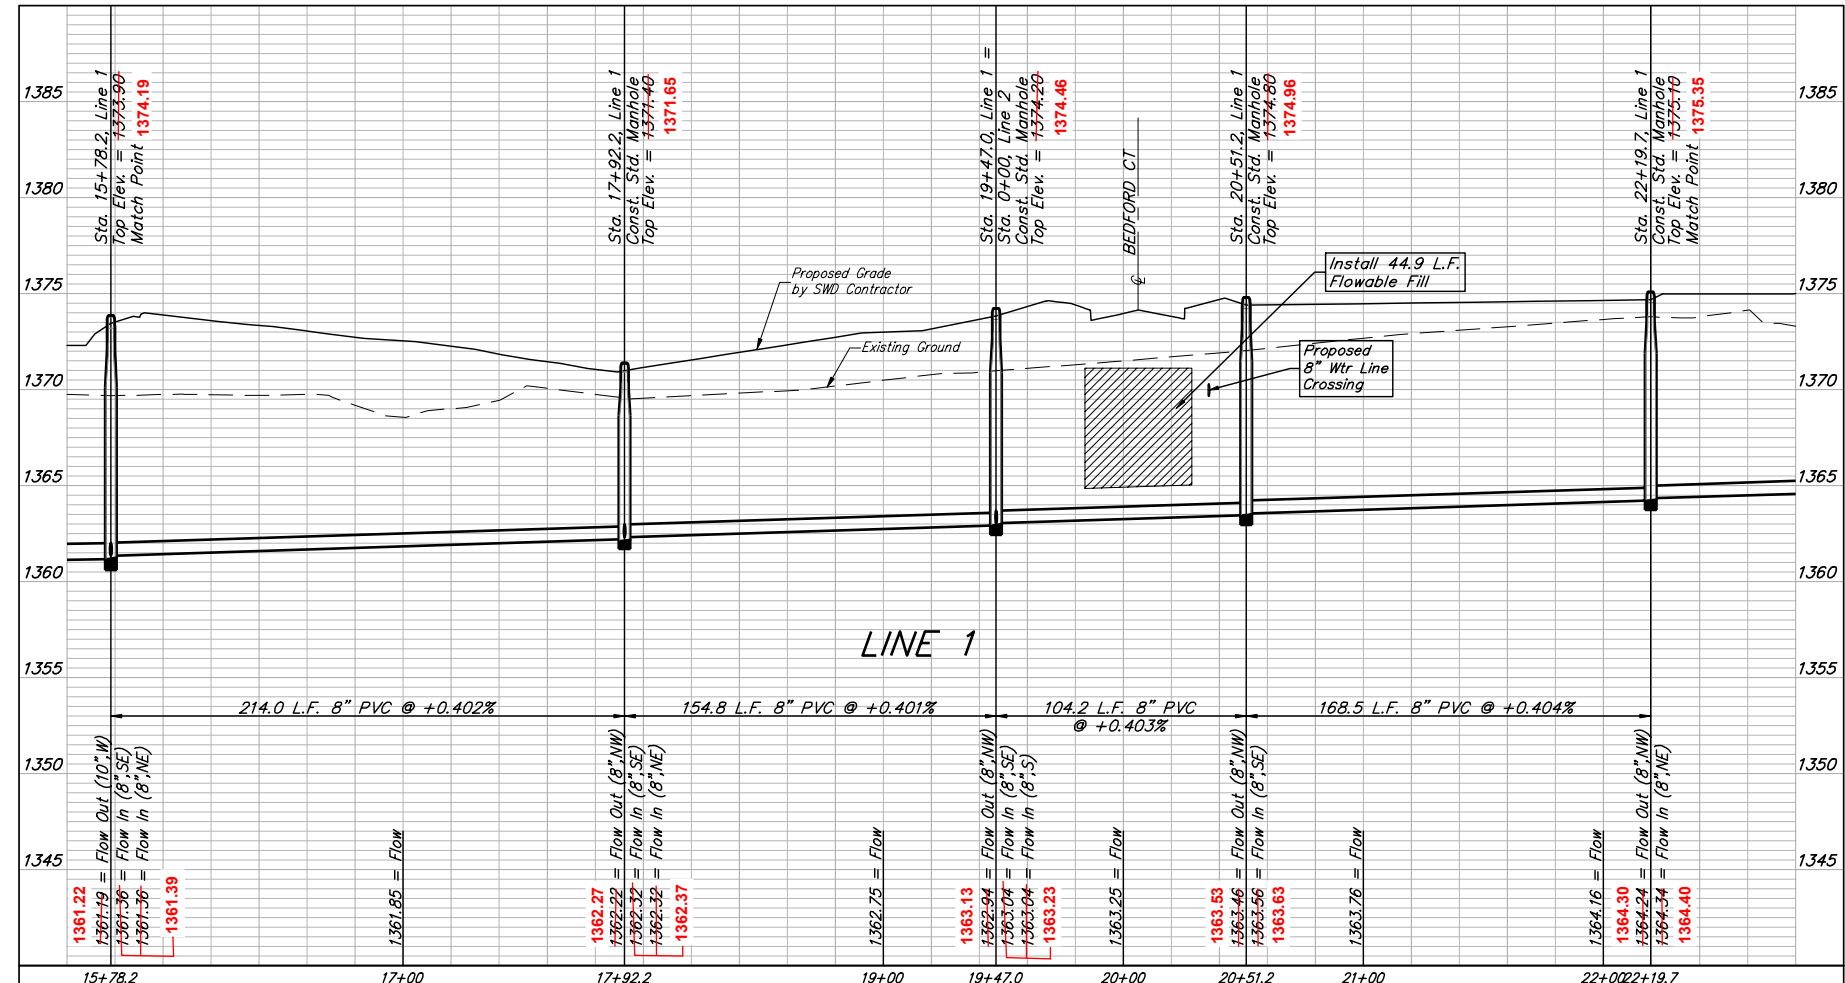 Sta. 15+78.2, Line 1
Top Elev. = 1373.90
Match Point
1374.19
Sta. 17+92.2, Line 1
Const. Std. Manhole
Top Elev. = 1371.40
1371.65
Sta. 19+47.0, Line 1 =
Sta. 0+00, Line 2
Const. Std. Manhole
Top Elev. = 1374.20
1374.46
BEDFORD CT
℄
Sta. 20+51.2, Line 1
Const. Std. Manhole
Top Elev. = 1374.80
1374.96
Sta. 22+19.7, Line 1
Const. Std. Manhole
Top Elev. = 1375.10
Match Point
1375.35
1385
1380
1375
1370
1365
1360
1355
1350
1345
1385
1380
1375
1370
1365
1360
1355
1350
1345
Proposed Grade
by SWD Contractor
Existing Ground
Install 44.9 L.F.
Flowable Fill
Proposed
8" Wtr Line
Crossing
LINE 1
214.0 L.F. 8" PVC @ +0.402%
154.8 L.F. 8" PVC @ +0.401%
104.2 L.F. 8" PVC
@ +0.403%
168.5 L.F. 8" PVC @ +0.404%
1361.22
1361.19 = Flow Out (10",W)
1361.36 = Flow In (8",SE)
1361.36 = Flow In (8",NE)
1361.39
1361.85 = Flow
1362.27
1362.22 = Flow Out (8",NW)
1362.32 = Flow In (8",SE)
1362.32 = Flow In (8",NE)
1362.37
1362.75 = Flow
1363.13
1362.94 = Flow Out (8",NW)
1363.04 = Flow In (8",SE)
1363.04 = Flow In (8",S)
1363.23
1363.25 = Flow
1363.53
1363.46 = Flow Out (8",NW)
1363.56 = Flow In (8",SE)
1363.63
1363.76 = Flow
1364.16 = Flow
1364.30
1364.24 = Flow Out (8",NW)
1364.34 = Flow In (8",NE)
1364.40
15+78.2 17+00 17+92.2 19+00 19+47.0 20+00 20+51.2 21+00 22+00 22+19.7